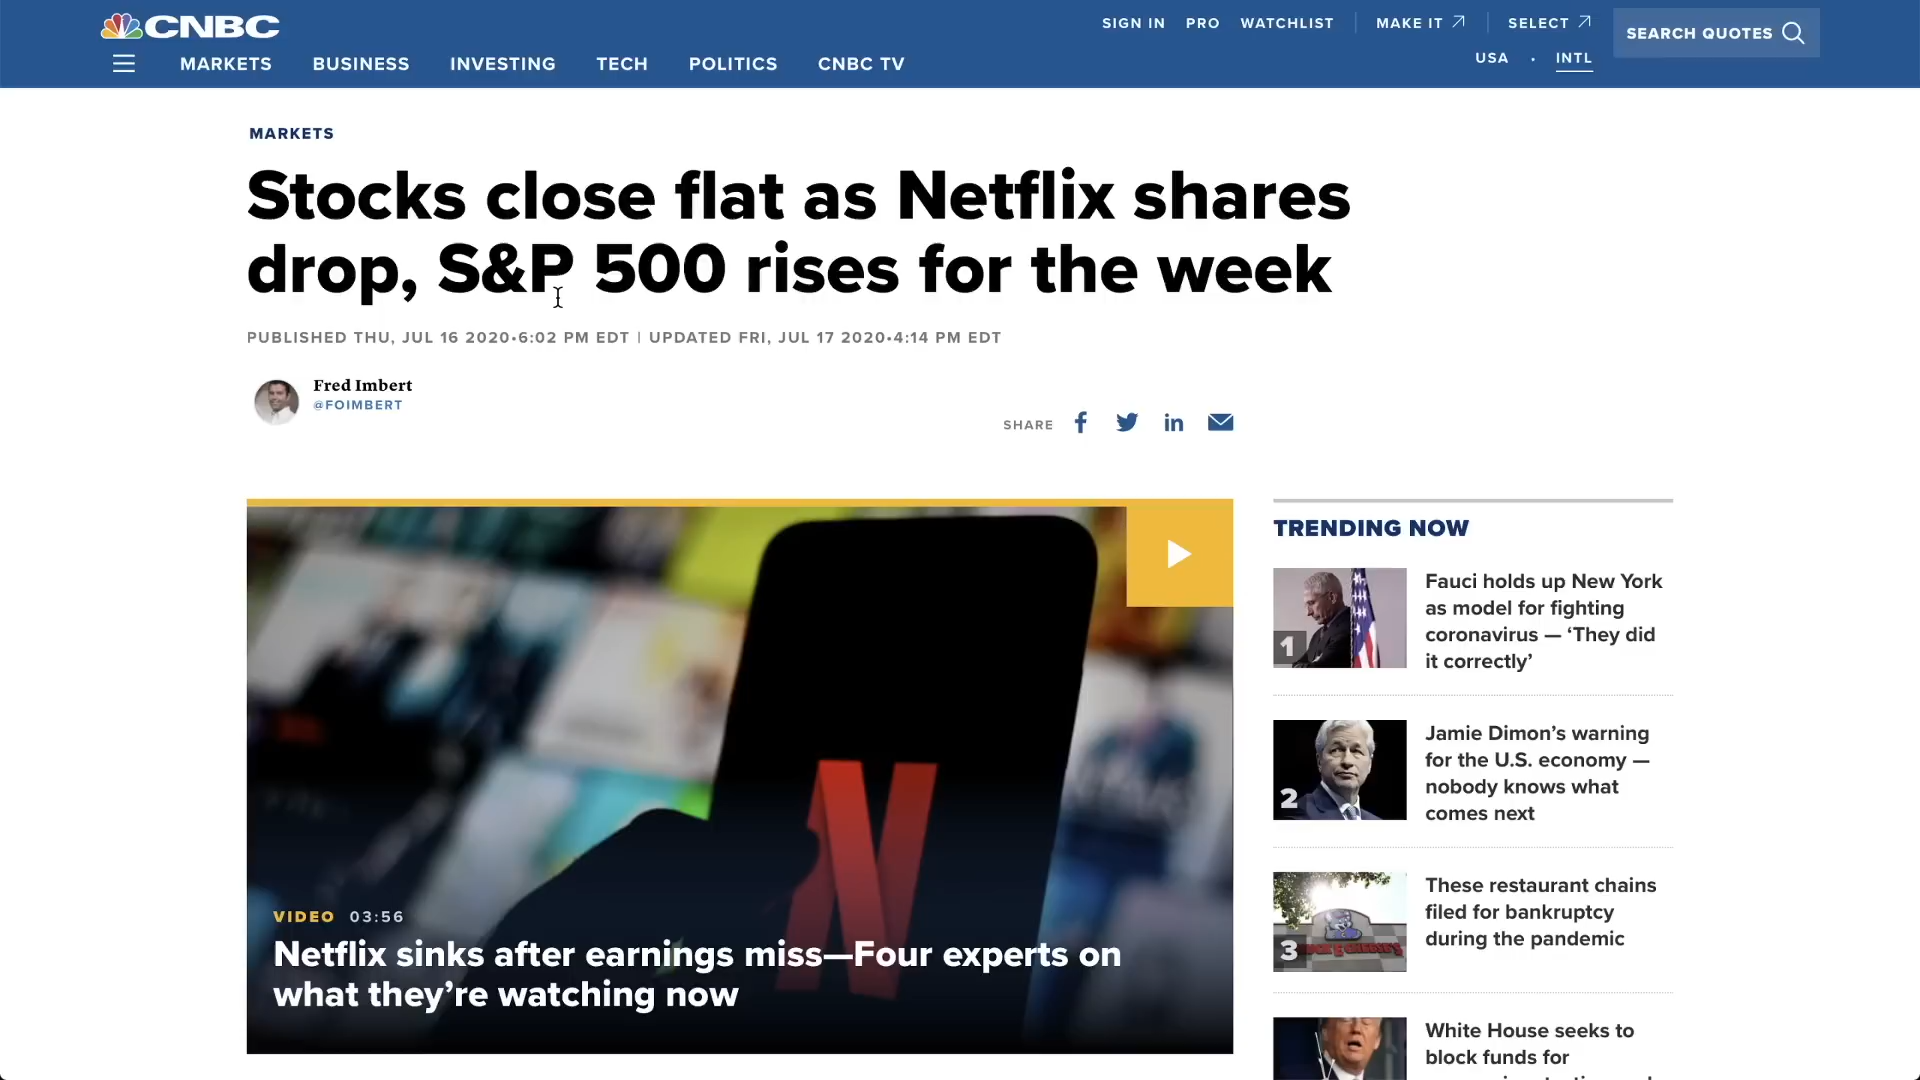 CNBC
SIGN IN PRO WATCHLIST MAKE IT SELECT
SEARCH QUOTES
USA • INTL
MARKETS BUSINESS INVESTING TECH POLITICS CNBC TV
MARKETS
Stocks close flat as Netflix shares
drop, S&P 500 rises for the week
PUBLISHED THU, JUL 16 2020•6:02 PM EDT | UPDATED FRI, JUL 17 2020•4:14 PM EDT
Fred Imbert
@FOIMBERT
SHARE
N
VIDEO 03:56
Netflix sinks after earnings miss—Four experts on
what they’re watching now
TRENDING NOW
1
Fauci holds up New York
as model for fighting
coronavirus — ‘They did
it correctly’
2
Jamie Dimon’s warning
for the U.S. economy —
nobody knows what
comes next
3
These restaurant chains
filed for bankruptcy
during the pandemic
White House seeks to
block funds for